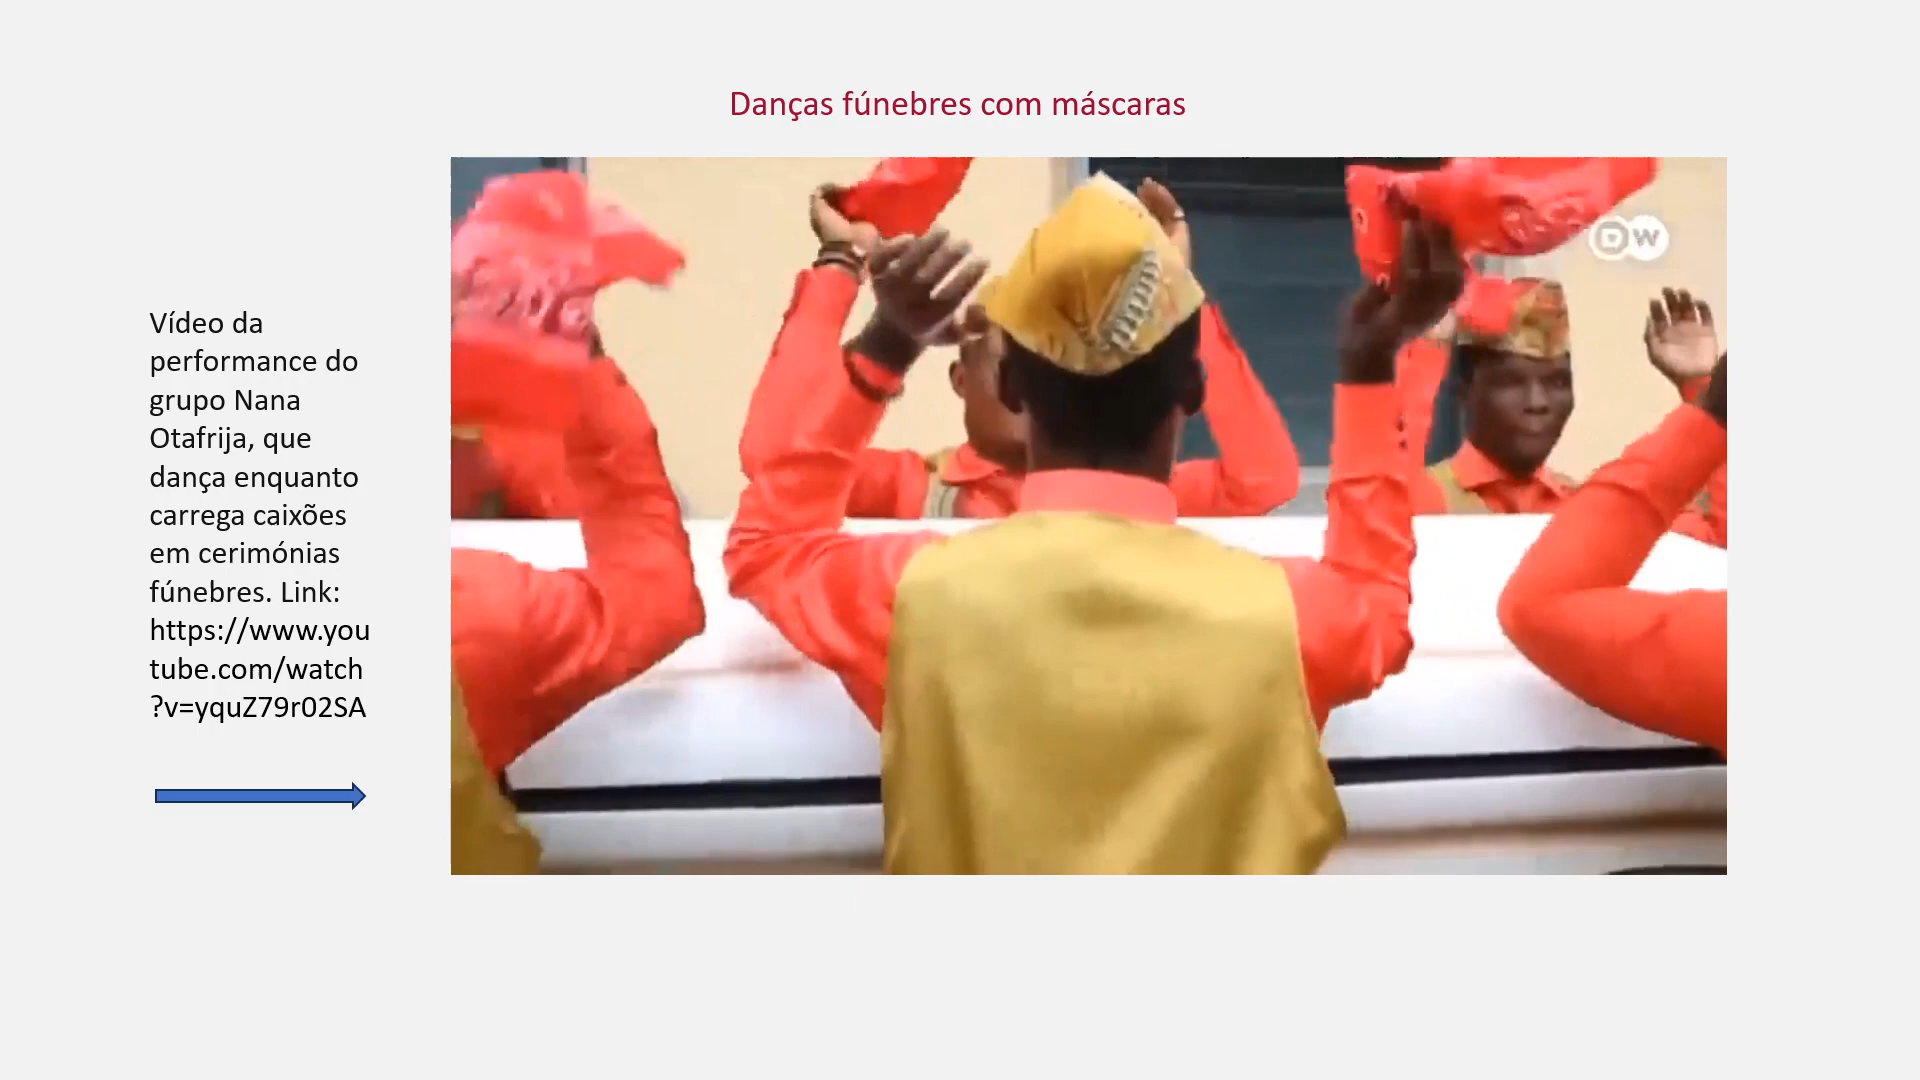 Danças fúnebres com máscaras
DW
Vídeo da
performance do
grupo Nana
Otafrija, que
dança enquanto
carrega caixões
em cerimónias
fúnebres. Link:
https://www.you
tube.com/watch
?v=yquZ79r02SA